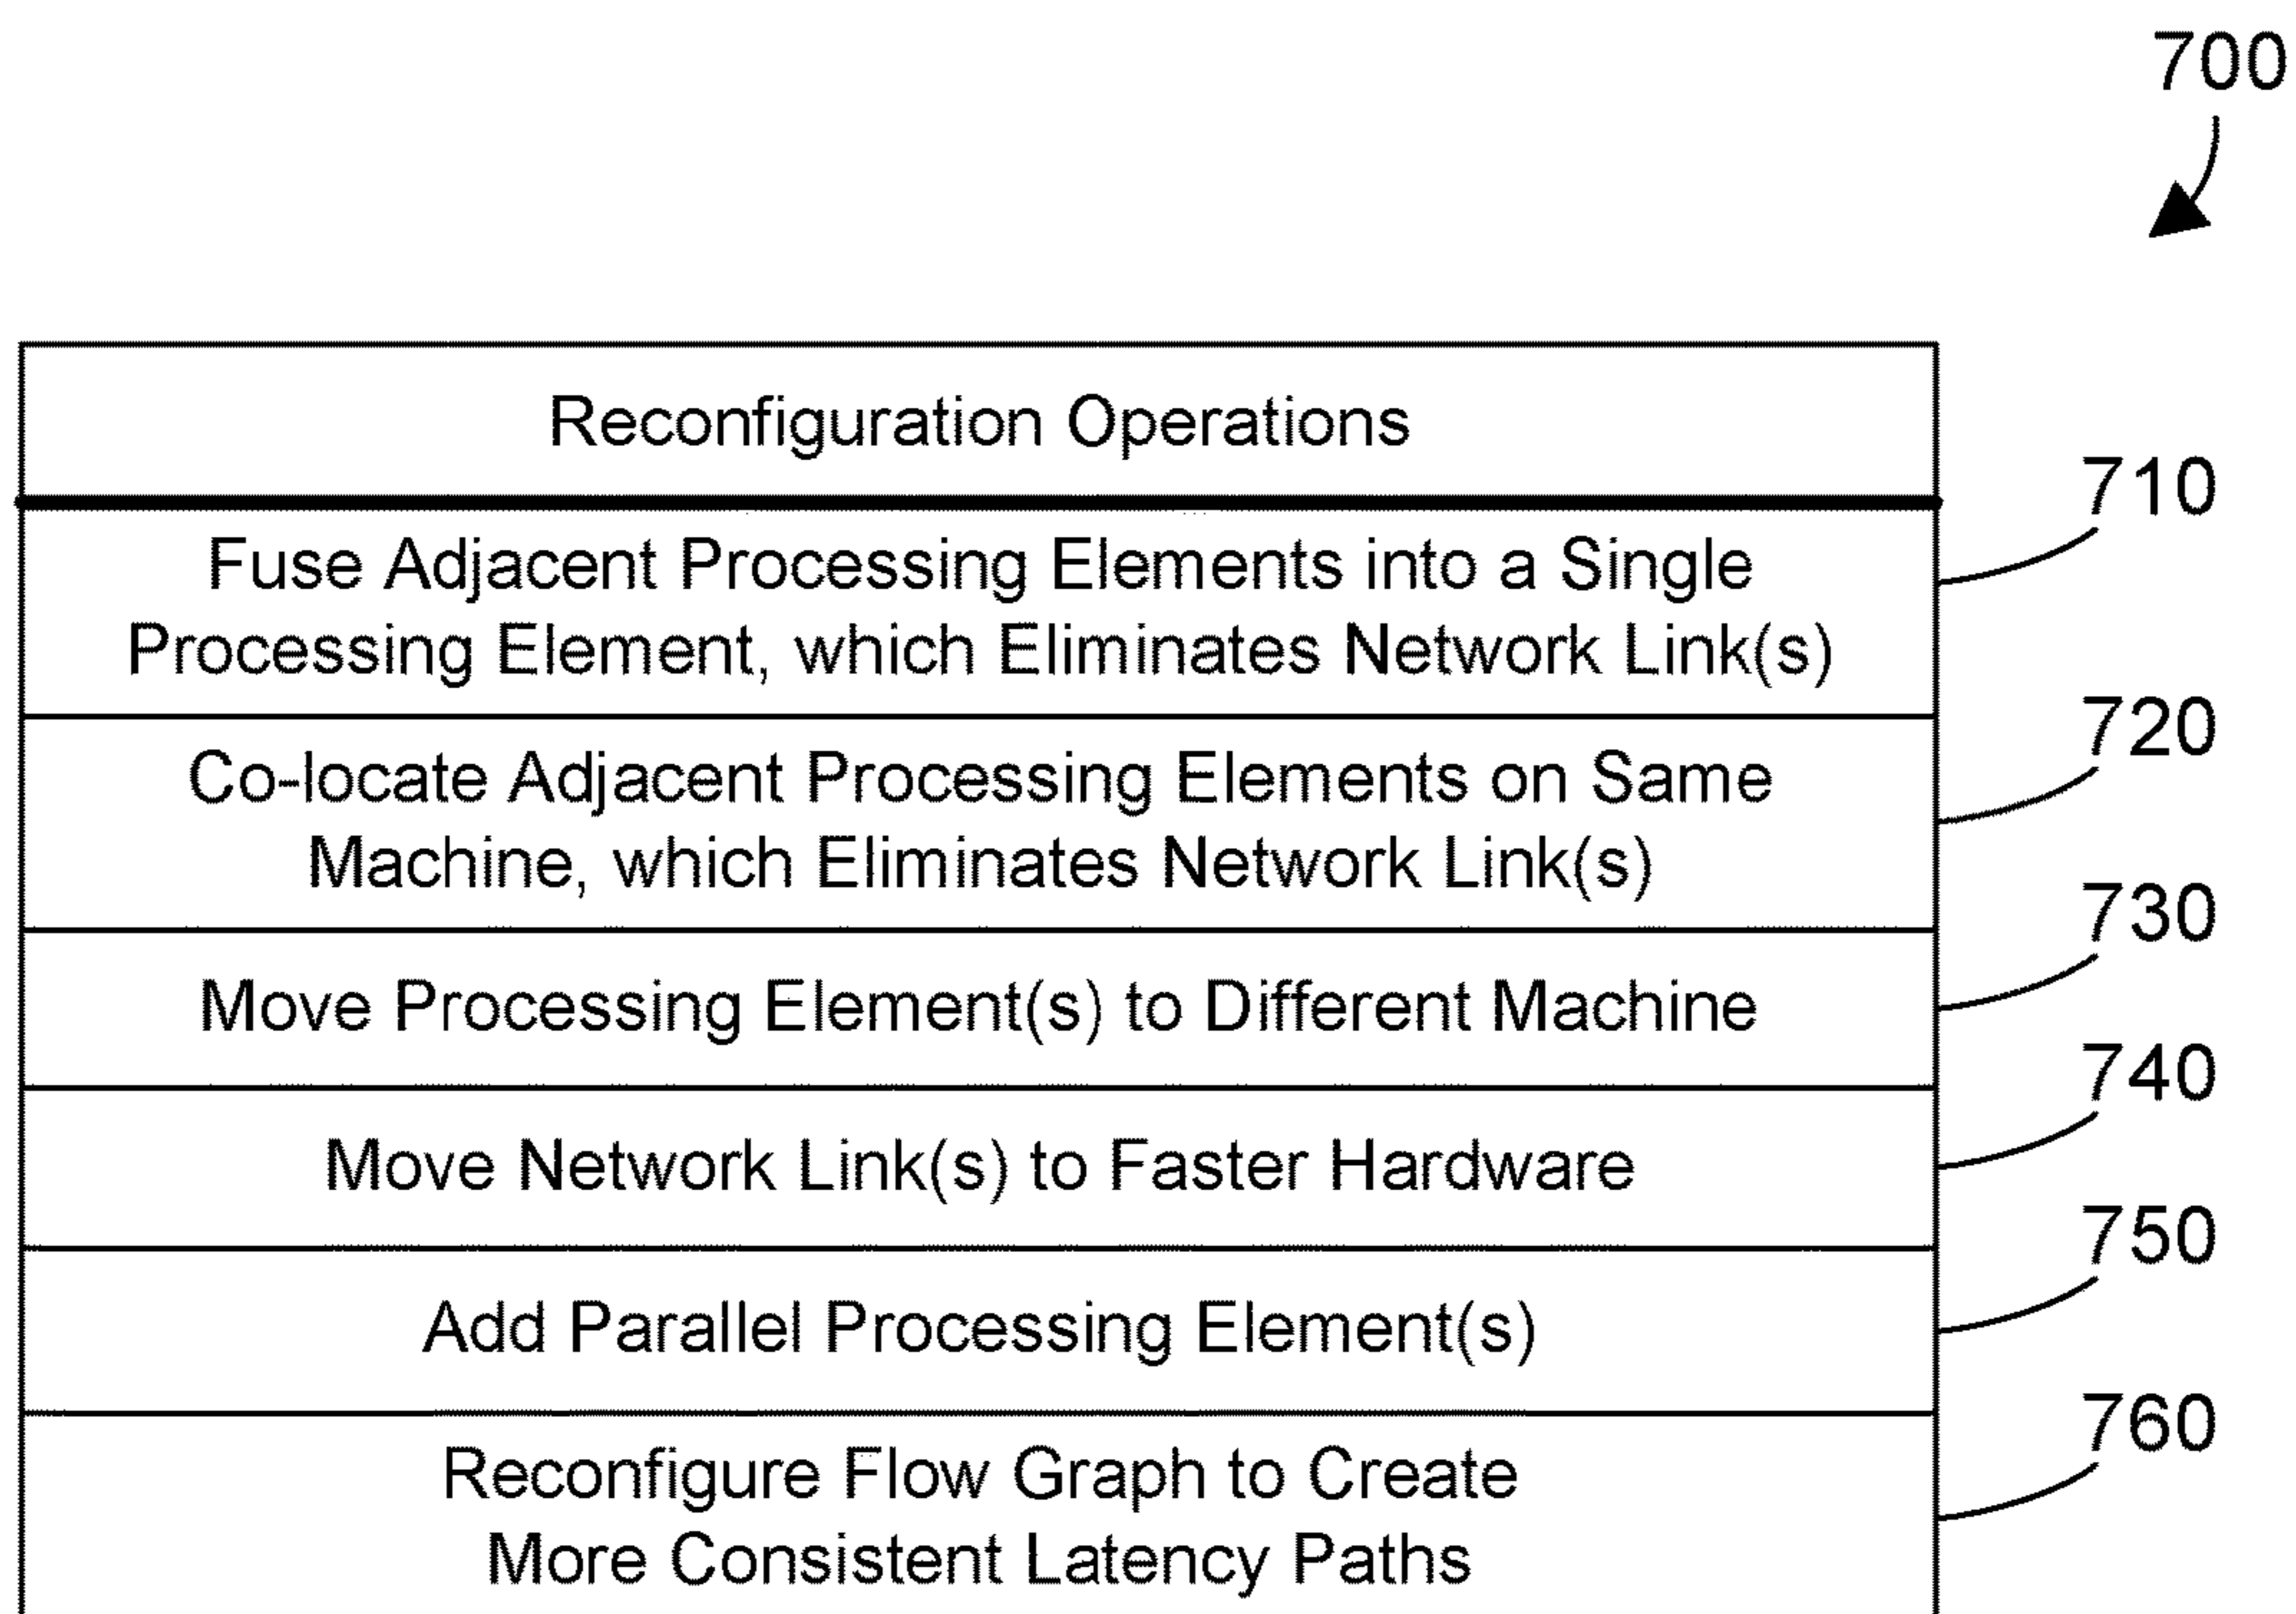 700
Reconfiguration Operations
710
Fuse Adjacent Processing Elements into a Single
Processing Element, which Eliminates Network Link(s)
720
Co-locate Adjacent Processing Elements on Same
Machine, which Eliminates Network Link(s)
730
Move Processing Element(s) to Different Machine
740
Move Network Link(s) to Faster Hardware
750
Add Parallel Processing Element(s)
760
Reconfigure Flow Graph to Create
More Consistent Latency Paths